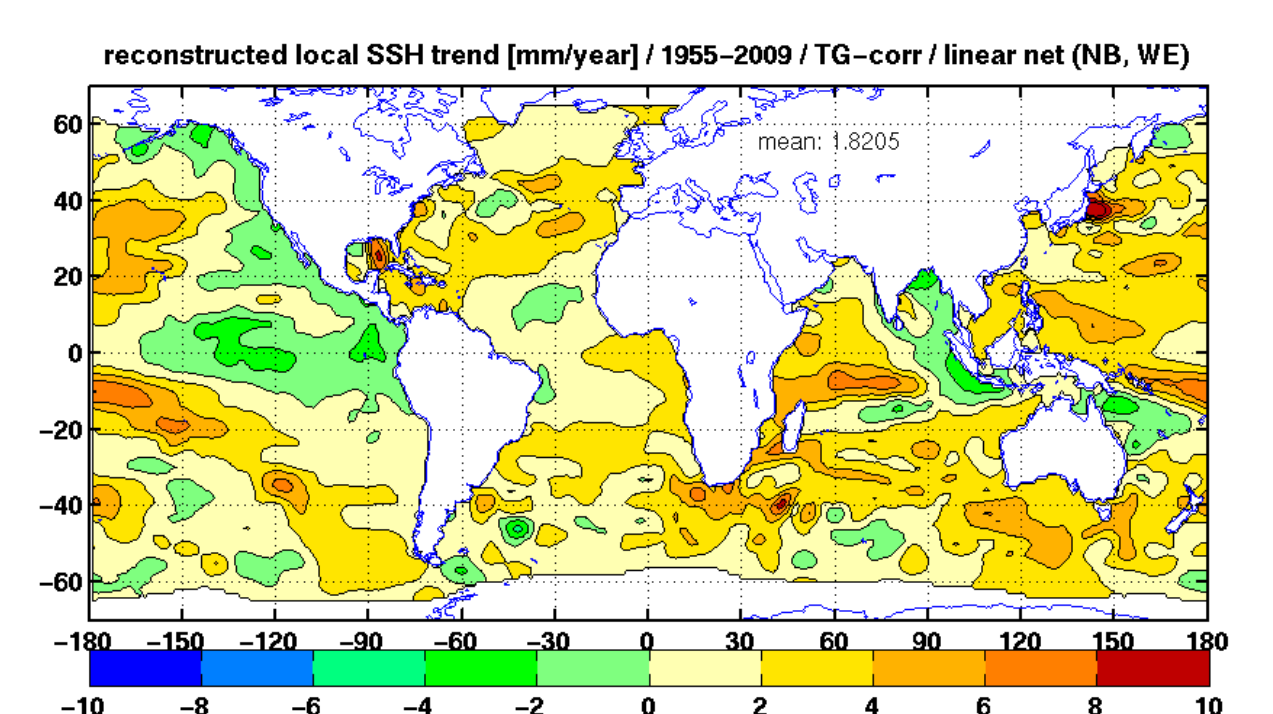 reconstructed local SSH trend [mm/year] / 1955−2009 / TG−corr / linear net (NB, WE)
mean: 1.8205
60
40
20
0
−20
−40
−60
−180 −150 −120 −90 −60 −30 0 30 60 90 120 150 180
−10 −8 −6 −4 −2 0 2 4 6 8 10